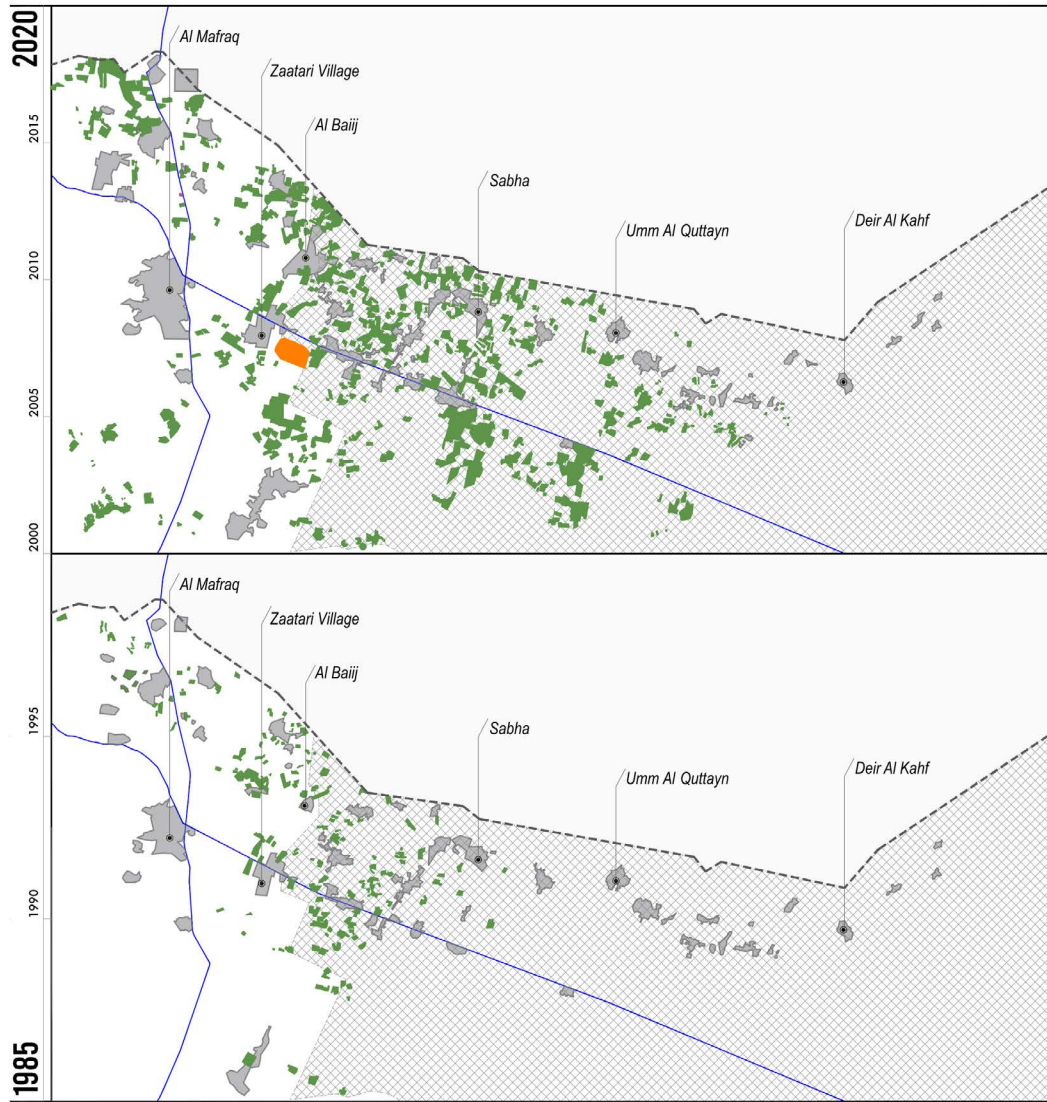 2020
Al Mafraq
Zaatari Village
Al Baiij
2015
Sabha
Umm Al Quttayn
Deir Al Kahf
2010
2005
2000
Al Mafraq
Zaatari Village
Al Baiij
1995
Sabha
Umm Al Quttayn
Deir Al Kahf
1990
1985